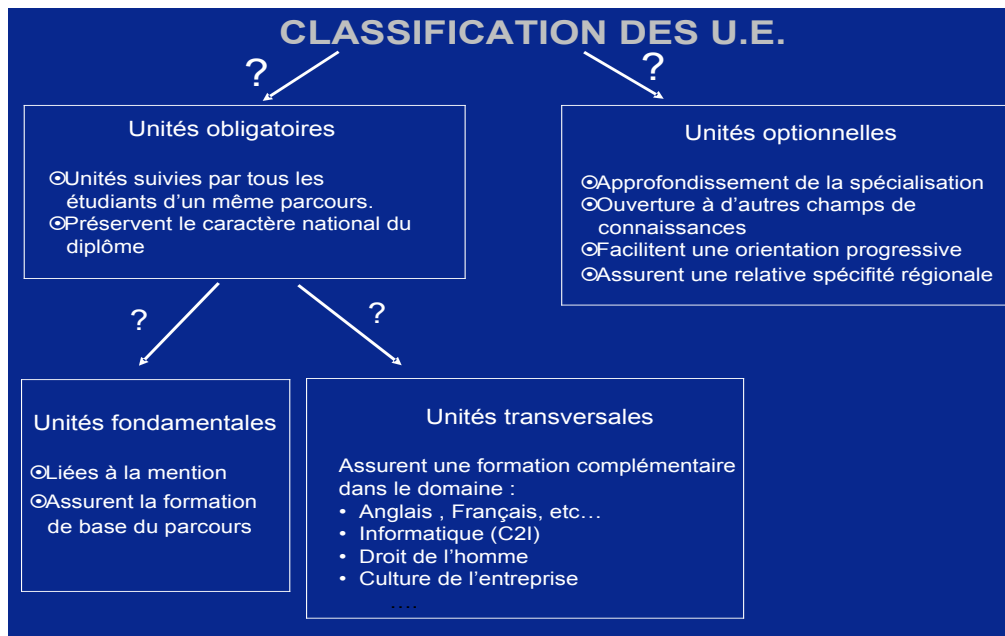 CLASSIFICATION DES U.E.
?
?
Unités obligatoires
☉Unités suivies par tous les
étudiants d'un même parcours.
☉Préservent le caractère national du
diplôme
Unités optionnelles
☉Approfondissement de la spécialisation
☉Ouverture à d'autres champs de
connaissances
☉Facilitent une orientation progressive
☉Assurent une relative spécifité régionale
?
?
Unités fondamentales
☉Liées à la mention
☉Assurent la formation
de base du parcours
Unités transversales
Assurent une formation complémentaire
dans le domaine :
• Anglais , Français, etc…
• Informatique (C2I)
• Droit de l'homme
• Culture de l'entreprise
….